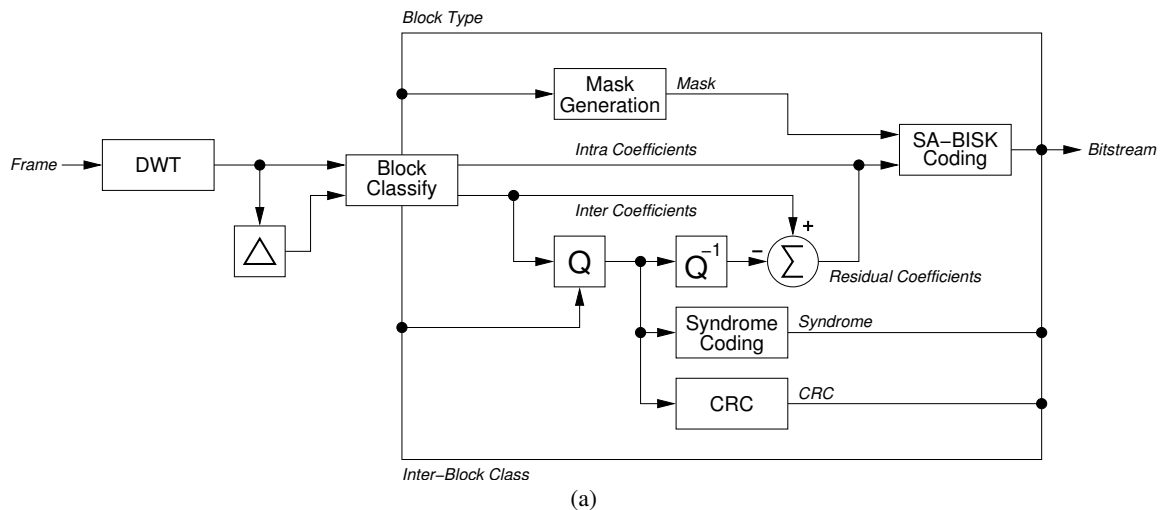 Block Type
Mask
Generation
Mask
Frame
DWT
Block
Classify
Intra Coefficients
SA−BISK
Coding
Bitstream
Inter Coefficients
△
Q
Q−1
−
+
Σ
Residual Coefficients
Syndrome
Coding
Syndrome
CRC
CRC
Inter−Block Class
(a)